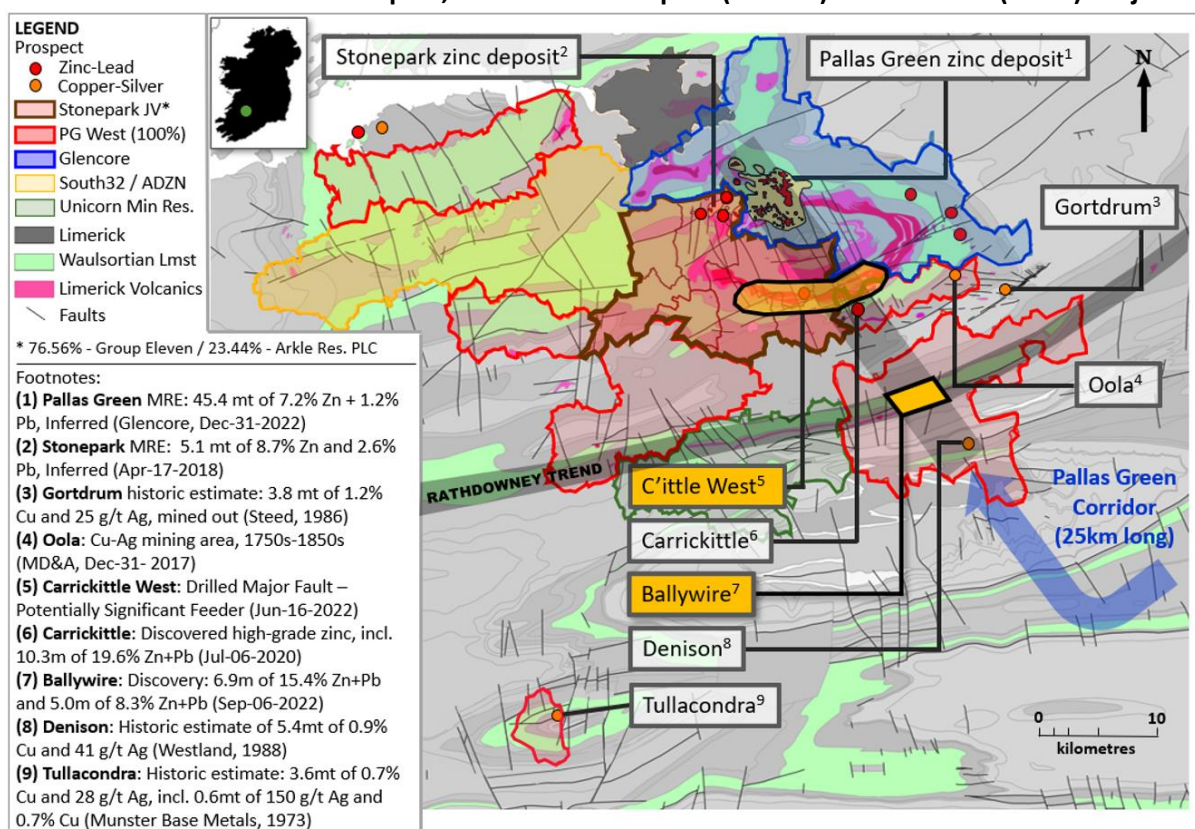 LEGEND
Prospect
Zinc-Lead
Copper-Silver
Stonepark JV*
PG West (100%)
Glencore
South32 / ADZN
Unicorn Min Res.
Limerick
Waulsortian Lmst
Limerick Volcanics
Faults
* 76.56% - Group Eleven / 23.44% - Arkle Res. PLC
Footnotes:
(1) Pallas Green MRE: 45.4 mt of 7.2% Zn + 1.2%
Pb, Inferred (Glencore, Dec-31-2022)
(2) Stonepark MRE: 5.1 mt of 8.7% Zn and 2.6%
Pb, Inferred (Apr-17-2018)
(3) Gortdrum historic estimate: 3.8 mt of 1.2%
Cu and 25 g/t Ag, mined out (Steed, 1986)
(4) Oola: Cu-Ag mining area, 1750s-1850s
(MD&A, Dec-31- 2017)
(5) Carrickittle West: Drilled Major Fault –
Potentially Significant Feeder (Jun-16-2022)
(6) Carrickittle: Discovered high-grade zinc, incl.
10.3m of 19.6% Zn+Pb (Jul-06-2020)
(7) Ballywire: Discovery: 6.9m of 15.4% Zn+Pb
and 5.0m of 8.3% Zn+Pb (Sep-06-2022)
(8) Denison: Historic estimate of 5.4mt of 0.9%
Cu and 41 g/t Ag (Westland, 1988)
(9) Tullacondra: Historic estimate: 3.6mt of 0.7%
Cu and 28 g/t Ag, incl. 0.6mt of 150 g/t Ag and
0.7% Cu (Munster Base Metals, 1973)
Stonepark zinc deposit²
Pallas Green zinc deposit¹
N
Gortdrum³
Oola⁴
RATHDOWNEY TREND
C'ittle West⁵
Carrickittle⁶
Ballywire⁷
Denison⁸
Tullacondra⁹
Pallas Green
Corridor
(25km long)
0 10
kilometres